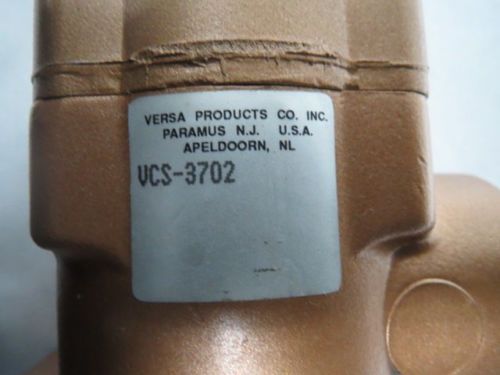 VERSA PRODUCTS CO. INC.
PARAMUS N.J. U.S.A.
APELDOORN, NL
VCS-3702